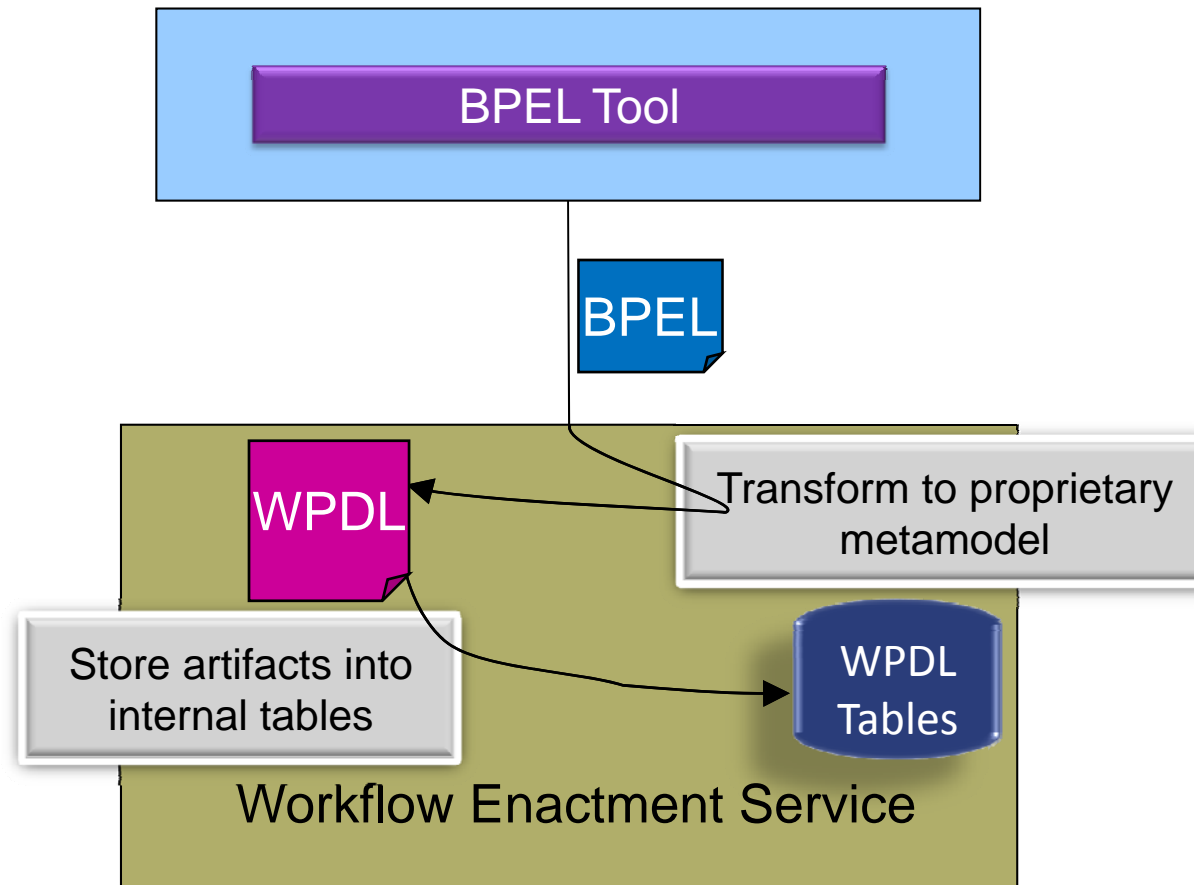 BPEL Tool
BPEL
WPDL
Transform to proprietary
metamodel
Store artifacts into
internal tables
WPDL
Tables
Workflow Enactment Service